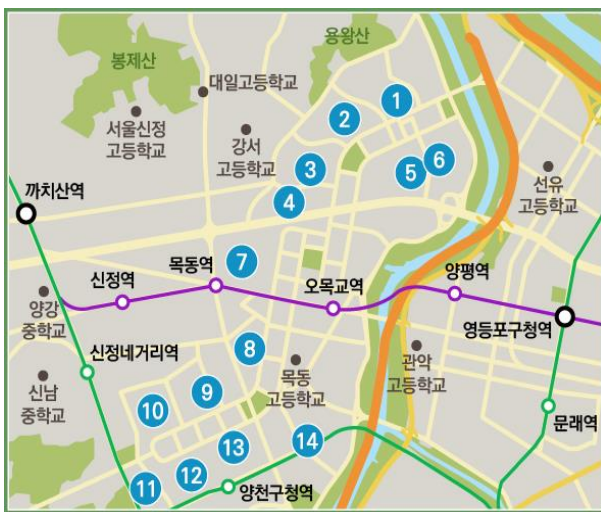 용왕산
봉제산
대일고등학교
서울신정
고등학교
강서
고등학교
1
2
3
4
5
6
선유
고등학교
까치산역
7
신정역
목동역
오목교역
양평역
영등포구청역
양강
중학교
신정네거리역
8
목동
고등학교
관악
고등학교
신남
중학교
9
10
문래역
11
12
13
14
양천구청역